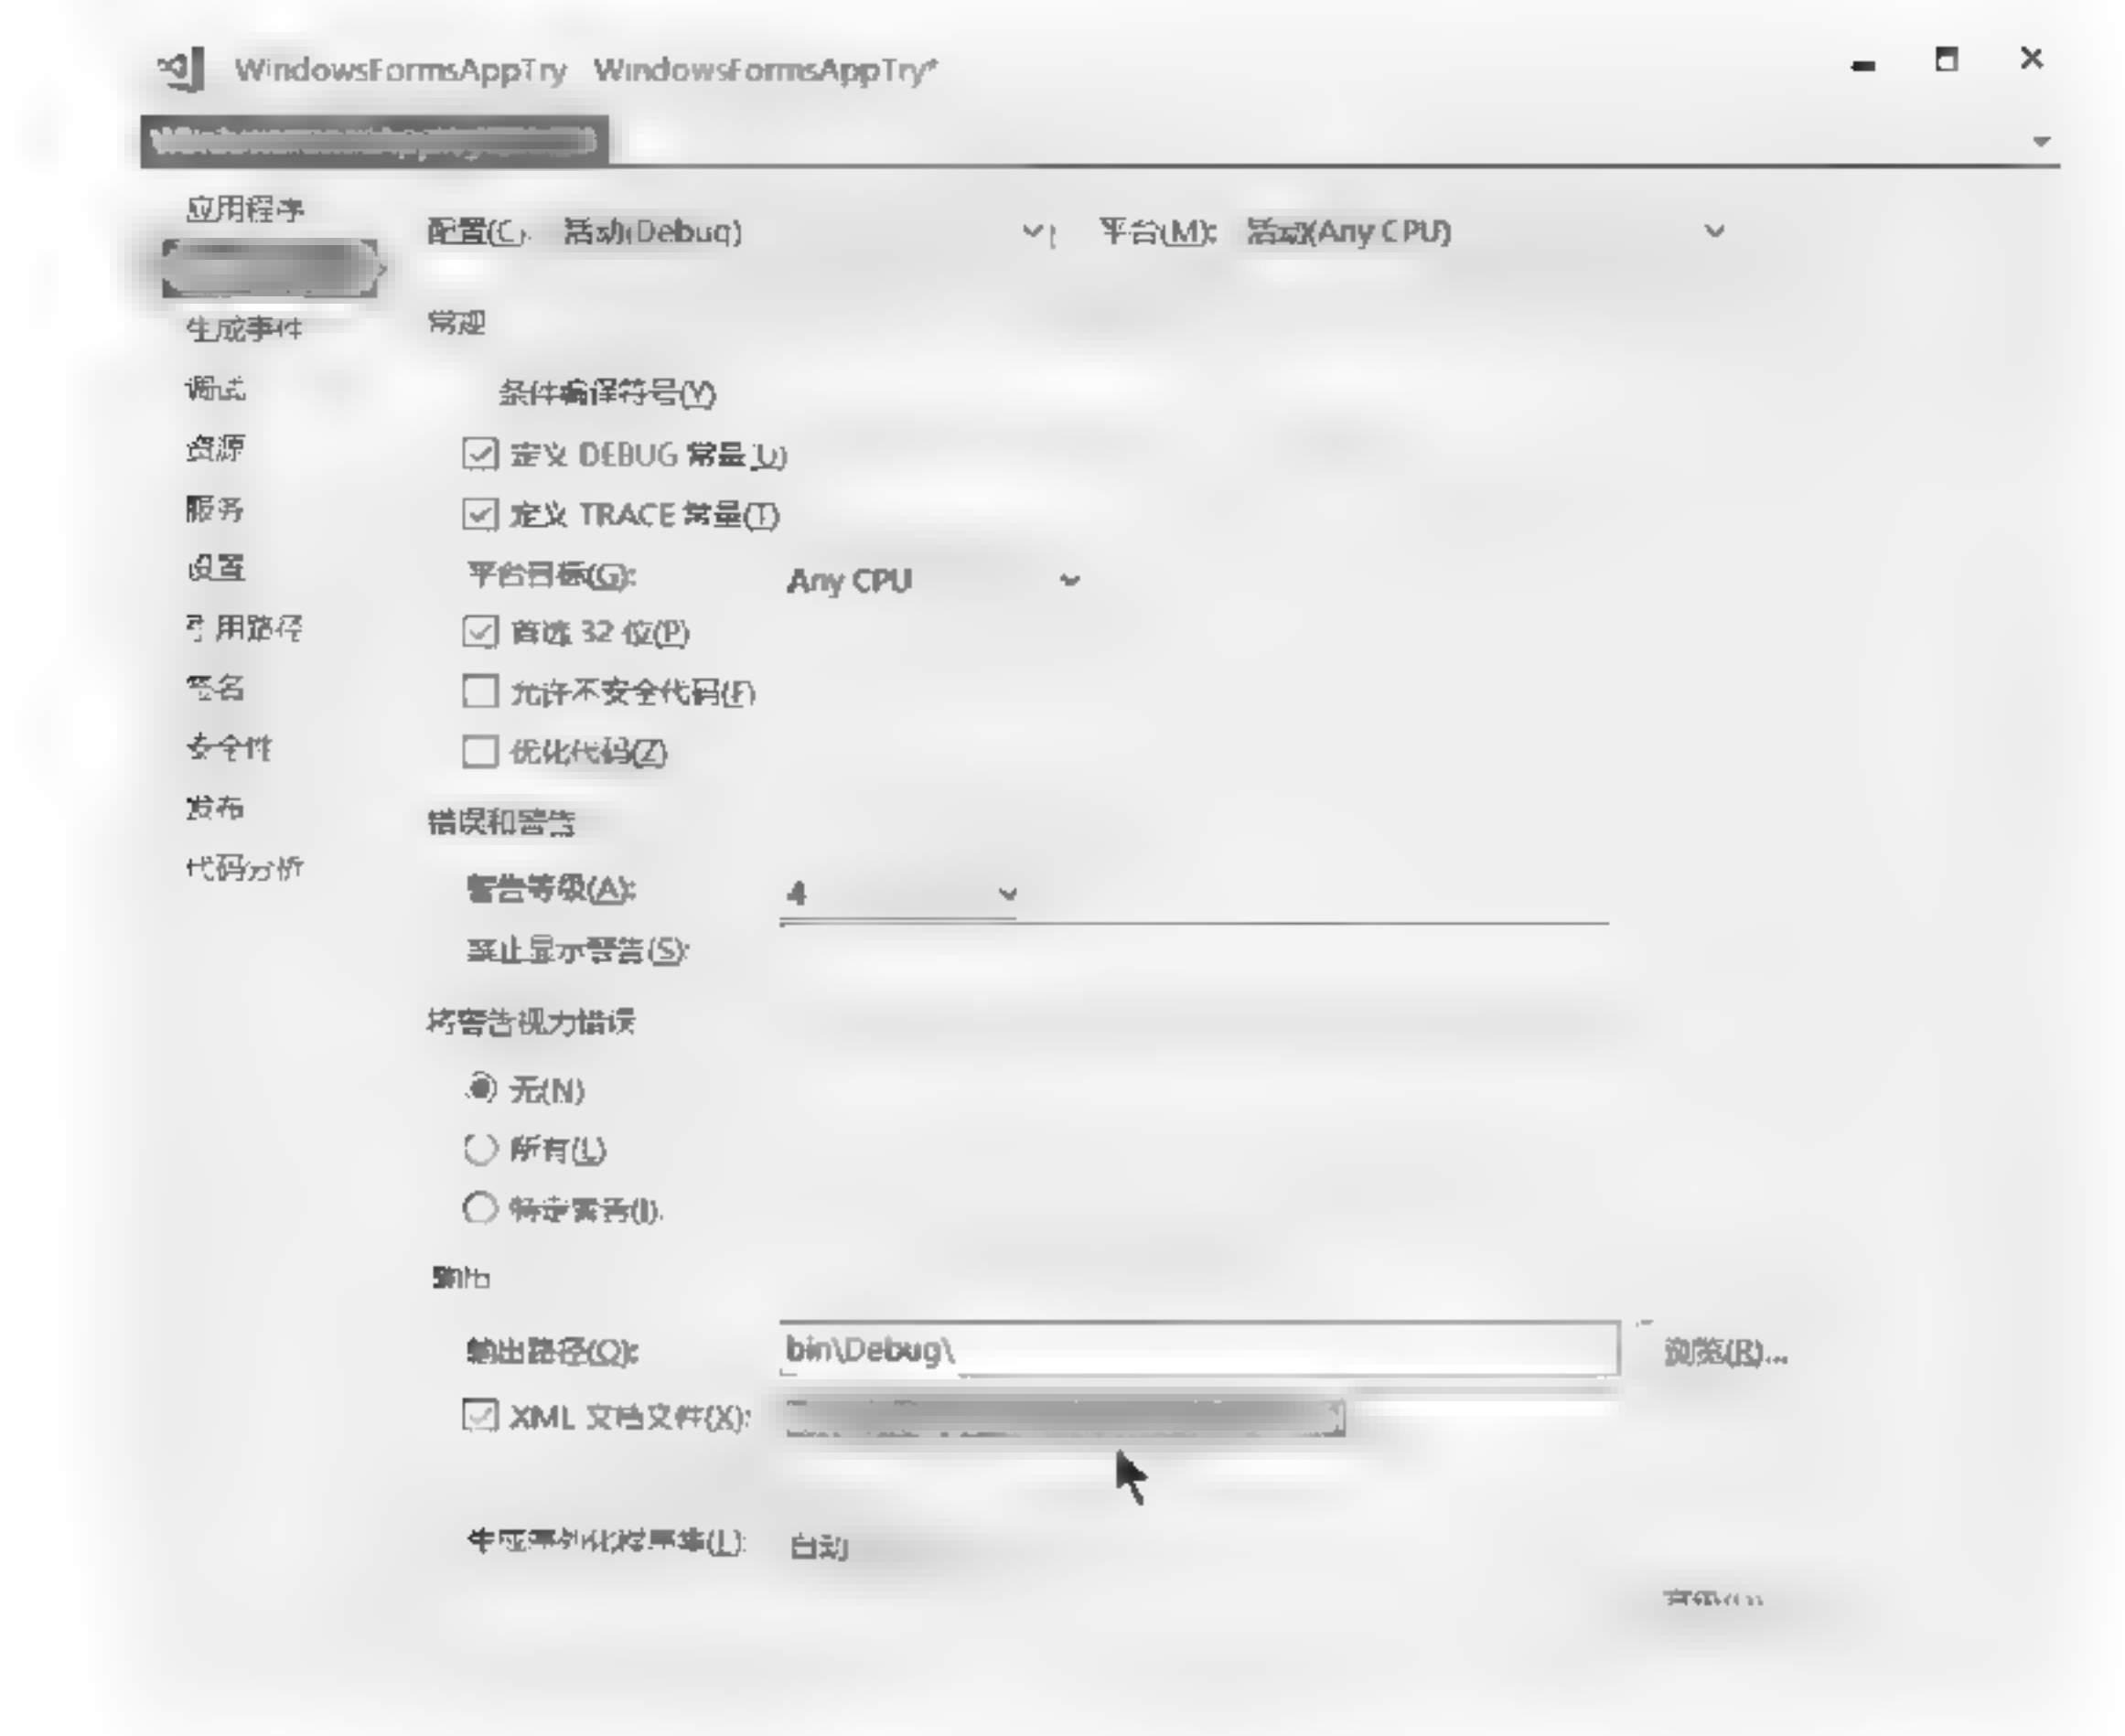 WindowsFormsAppTry WindowsFormsAppTry*
应用程序
配置(C). 活动(Debug) 平台(M): 活动(Any CPU)
生成事件
常规
调试
条件编译符号(Y)
资源
定义 DEBUG 常量(U)
服务
定义 TRACE 常量(T)
设置
平台目标(G): Any CPU
引用路径
首选 32 位(P)
签名
允许不安全代码(F)
安全性
优化代码(Z)
发布
错误和警告
代码分析
警告等级(A): 4
禁止显示警告(S):
将警告视为错误
无(N)
所有(L)
特定警告(I).
输出
输出路径(O): bin\Debug\ 浏览(R)...
XML 文档文件(X):
生成序列化程序集(L): 自动